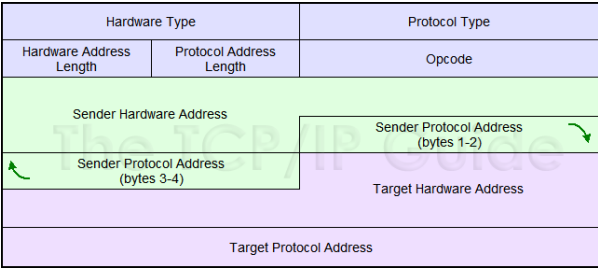 Hardware Type
Protocol Type
Hardware Address
Length
Protocol Address
Length
Opcode
Sender Hardware Address
Sender Protocol Address
(bytes 1-2)
The TCP/IP Guide
Sender Protocol Address
(bytes 3-4)
Target Hardware Address
Target Protocol Address